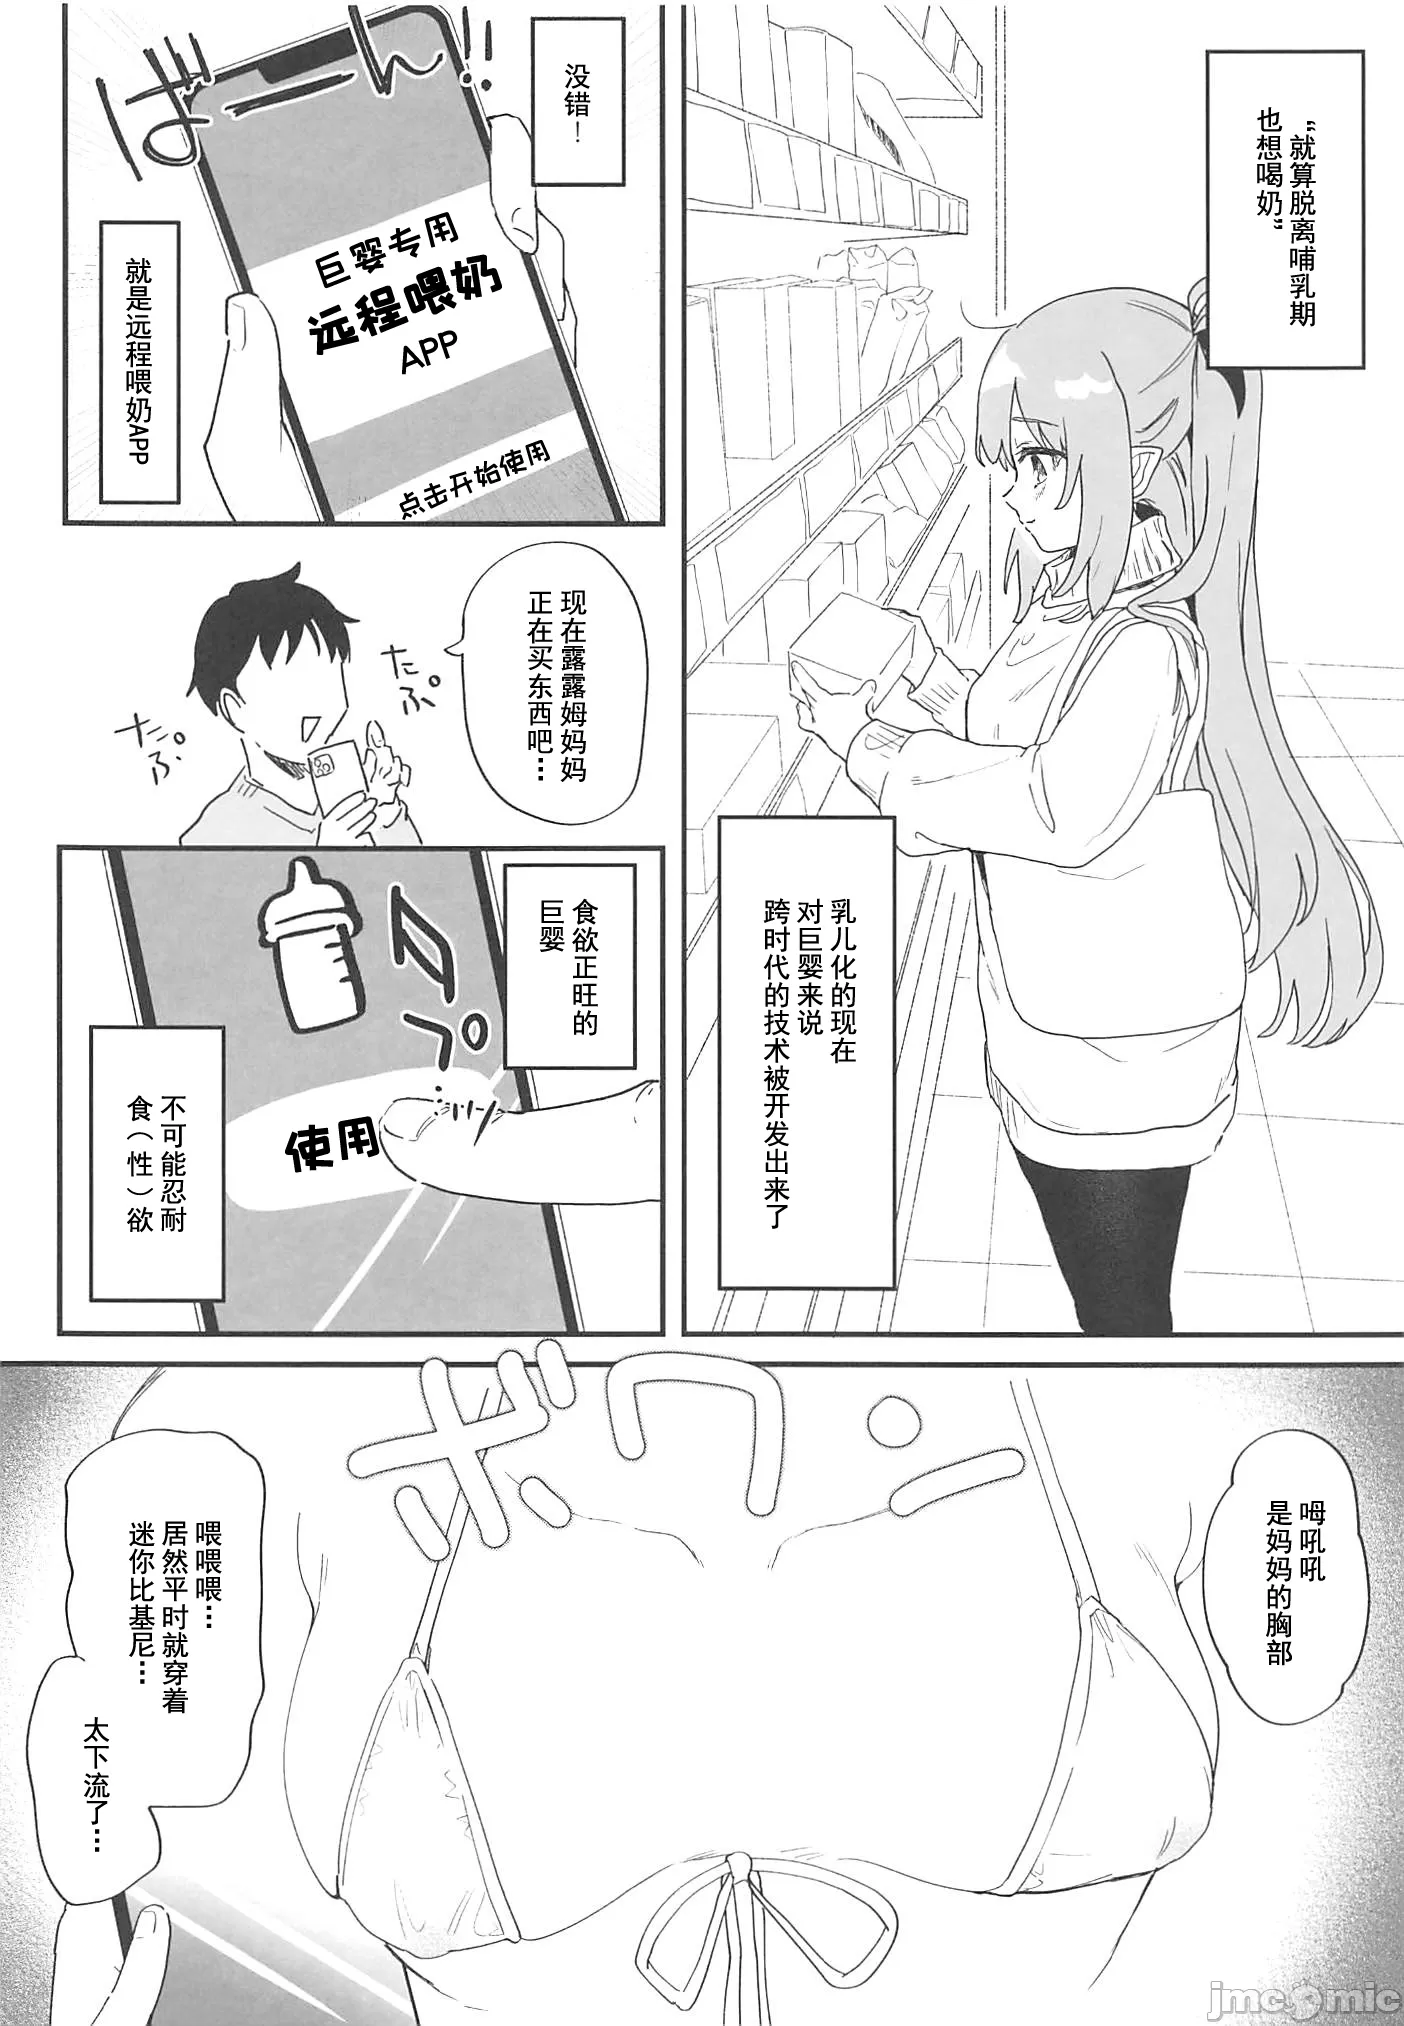 “就算脱离哺乳期
也想喝奶”
乳儿化的现在
对巨婴来说
跨时代的技术被开发出来了
没错！
ばーん!!
巨婴专用
远程喂奶
APP
点击开始使用
就是远程喂奶APP
现在露露姆妈妈
正在买东西吧…
たぷ。
たぷ。
食欲正旺的
巨婴
使用
不可能忍耐
食（性）欲
ボワン
呣吼吼
是妈妈的胸部
喂喂喂…
居然平时就穿着
迷你比基尼…
太下流了…
jmcomic